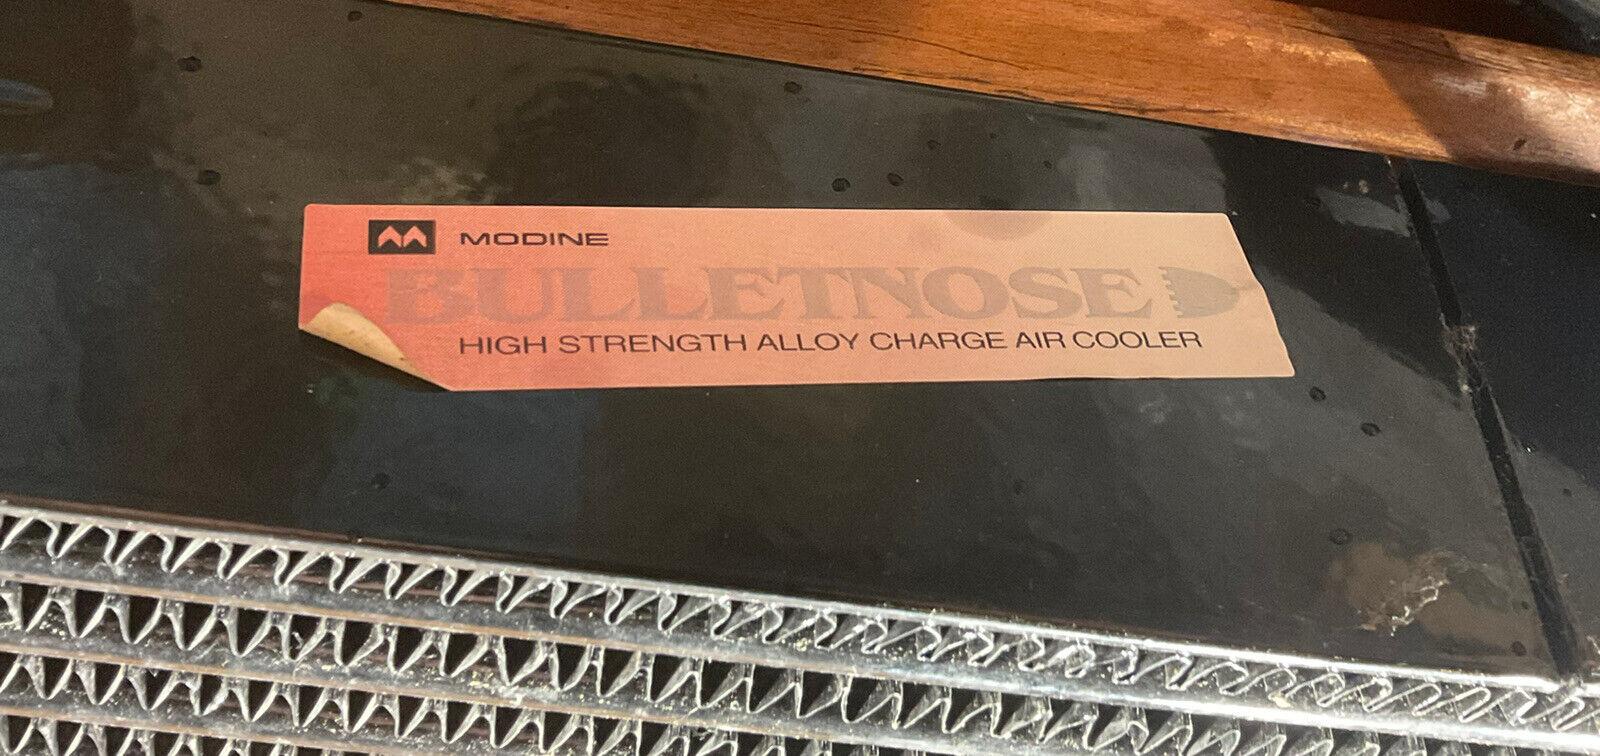 MODINE
BULLETNOSE
HIGH STRENGTH ALLOY CHARGE AIR COOLER